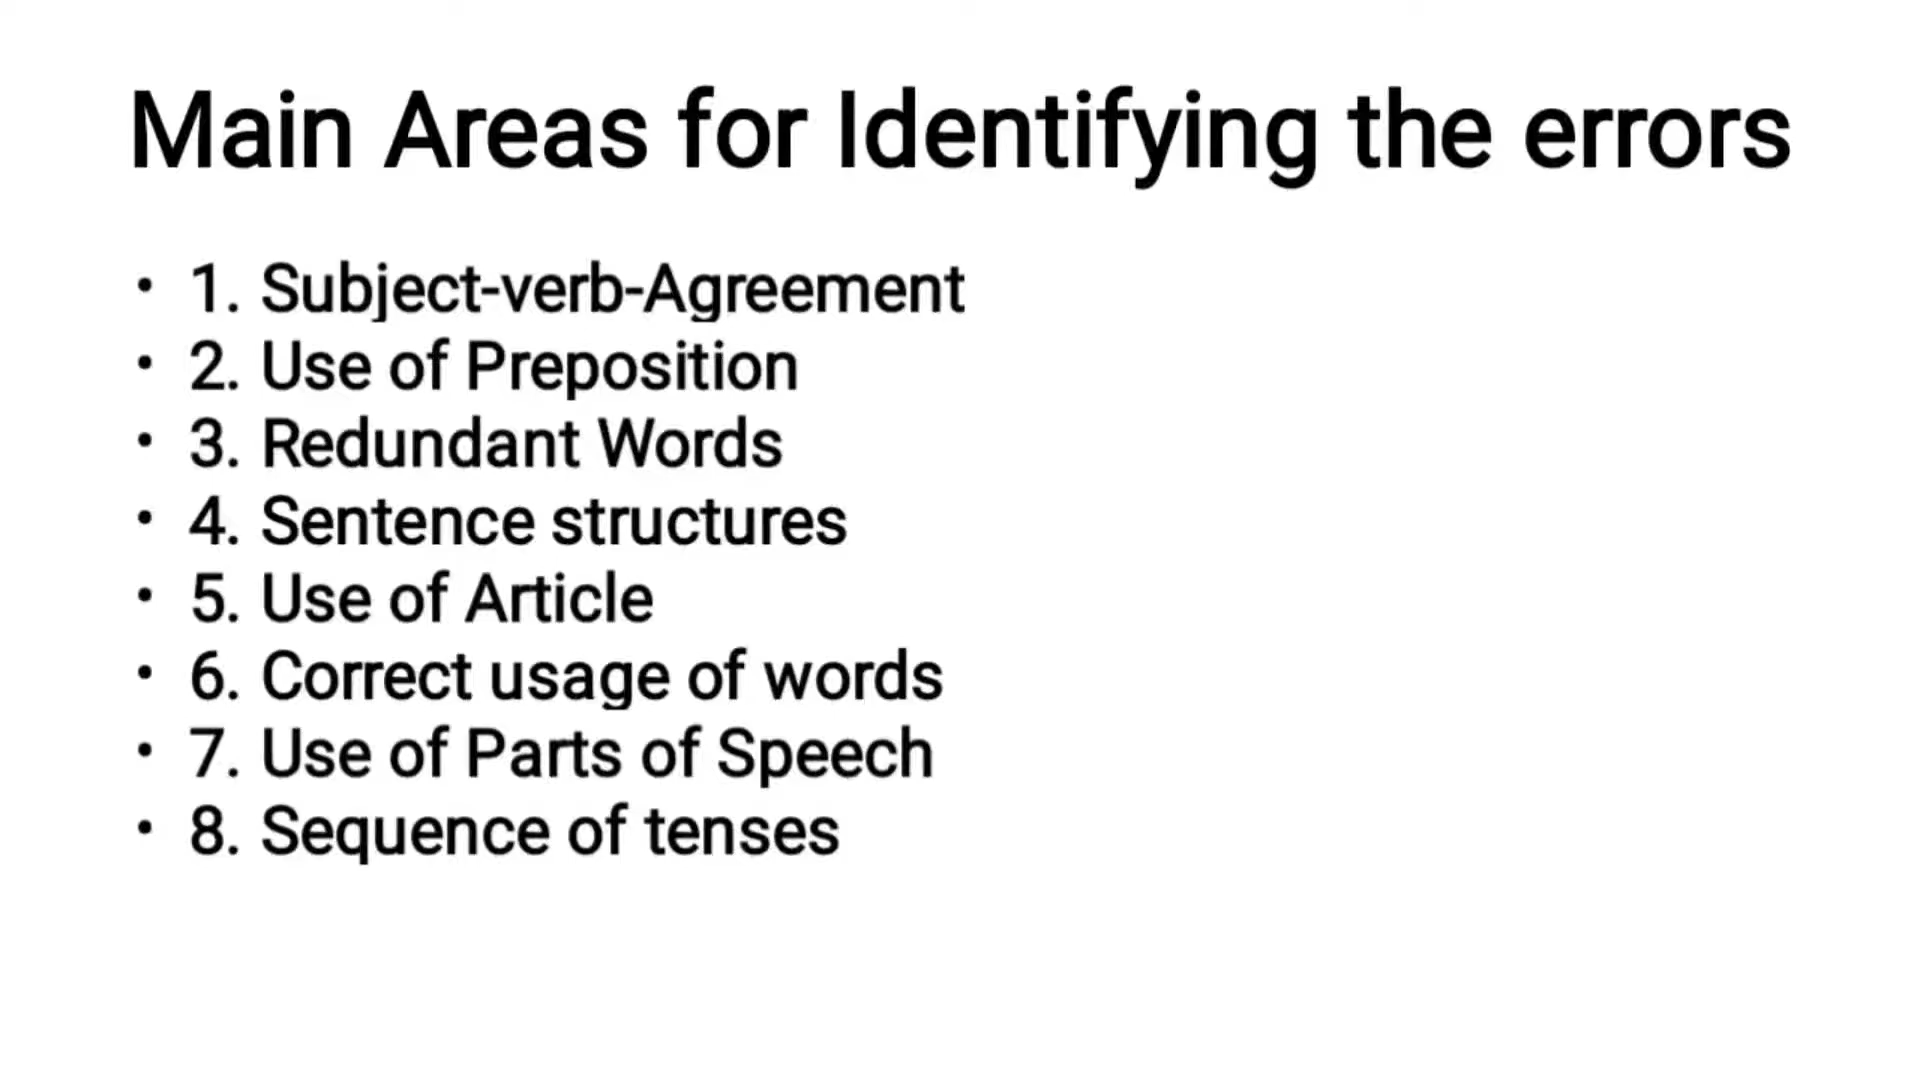 Main Areas for Identifying the errors
• 1. Subject-verb-Agreement
• 2. Use of Preposition
• 3. Redundant Words
• 4. Sentence structures
• 5. Use of Article
• 6. Correct usage of words
• 7. Use of Parts of Speech
• 8. Sequence of tenses